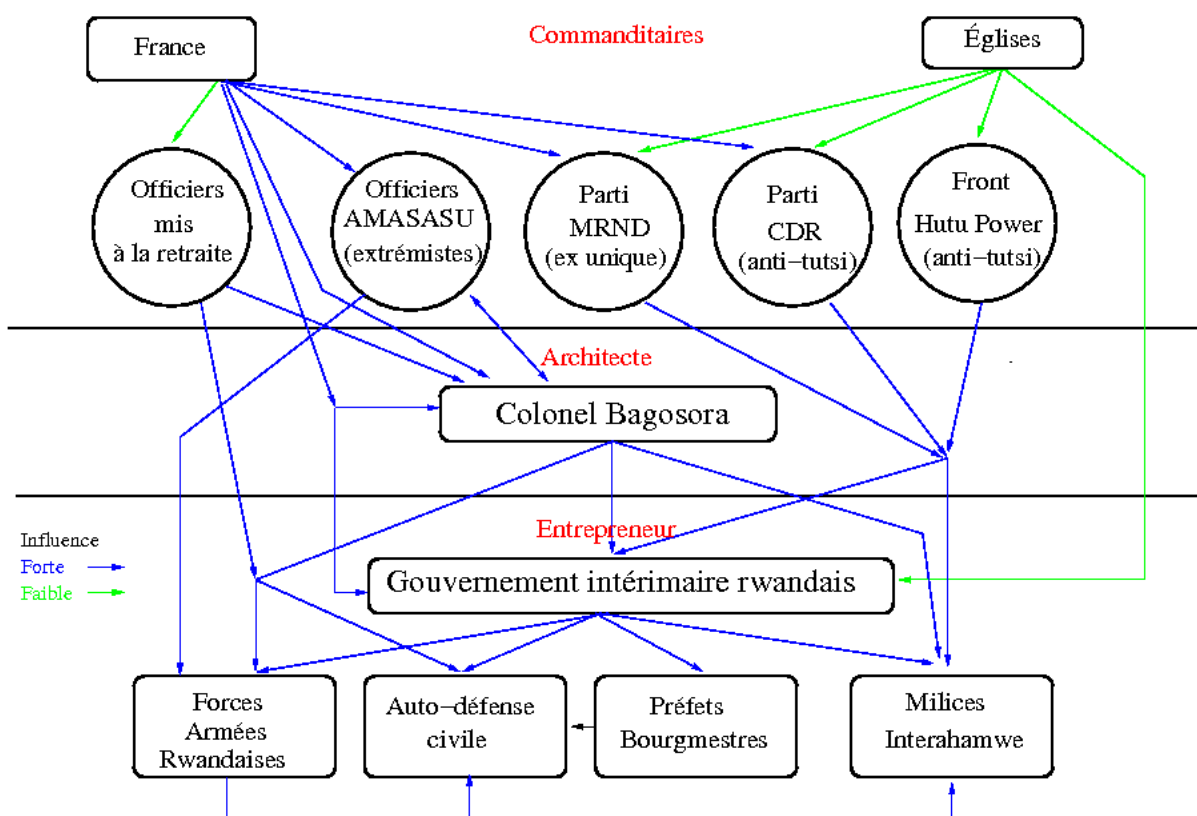 France
Commanditaires
Églises
Officiers
mis
à la retraite
Officiers
AMASASU
(extrémistes)
Parti
MRND
(ex unique)
Parti
CDR
(anti-tutsi)
Front
Hutu Power
(anti-tutsi)
Architecte
Colonel Bagosora
Entrepreneur
Influence
Forte
Faible
Gouvernement intérimaire rwandais
Forces
Armées
Rwandaises
Auto-défense
civile
Préfets
Bourgmestres
Milices
Interahamwe